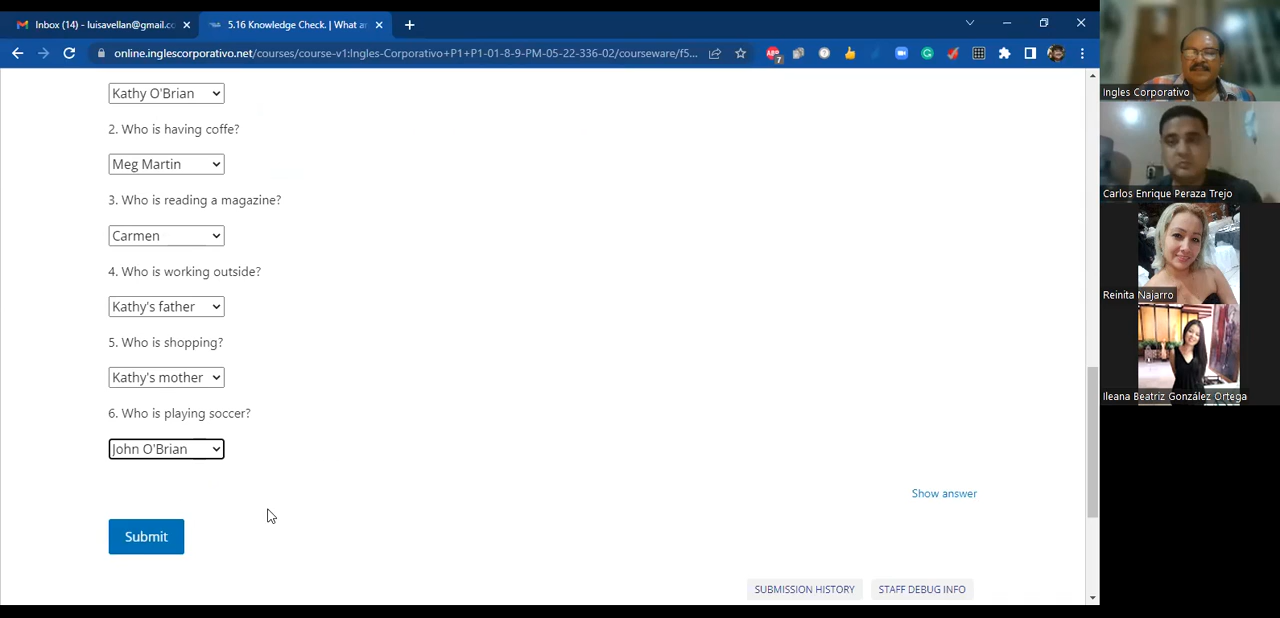 Inbox (14) - luisavellan@gmail.cc
5.16 Knowledge Check. | What ar
online.inglescorporativo.net/courses/course-v1:Ingles-Corporativo+P1+P1-01-8-9-PM-05-22-336-02/courseware/f5...
7
Kathy O'Brian
2. Who is having coffe?
Meg Martin
3. Who is reading a magazine?
Carmen
4. Who is working outside?
Kathy's father
5. Who is shopping?
Kathy's mother
6. Who is playing soccer?
John O'Brian
Show answer
Submit
SUBMISSION HISTORY
STAFF DEBUG INFO
Ingles Corporativo
Carlos Enrique Peraza Trejo
Reinita Najarro
Ileana Beatriz González Ortega